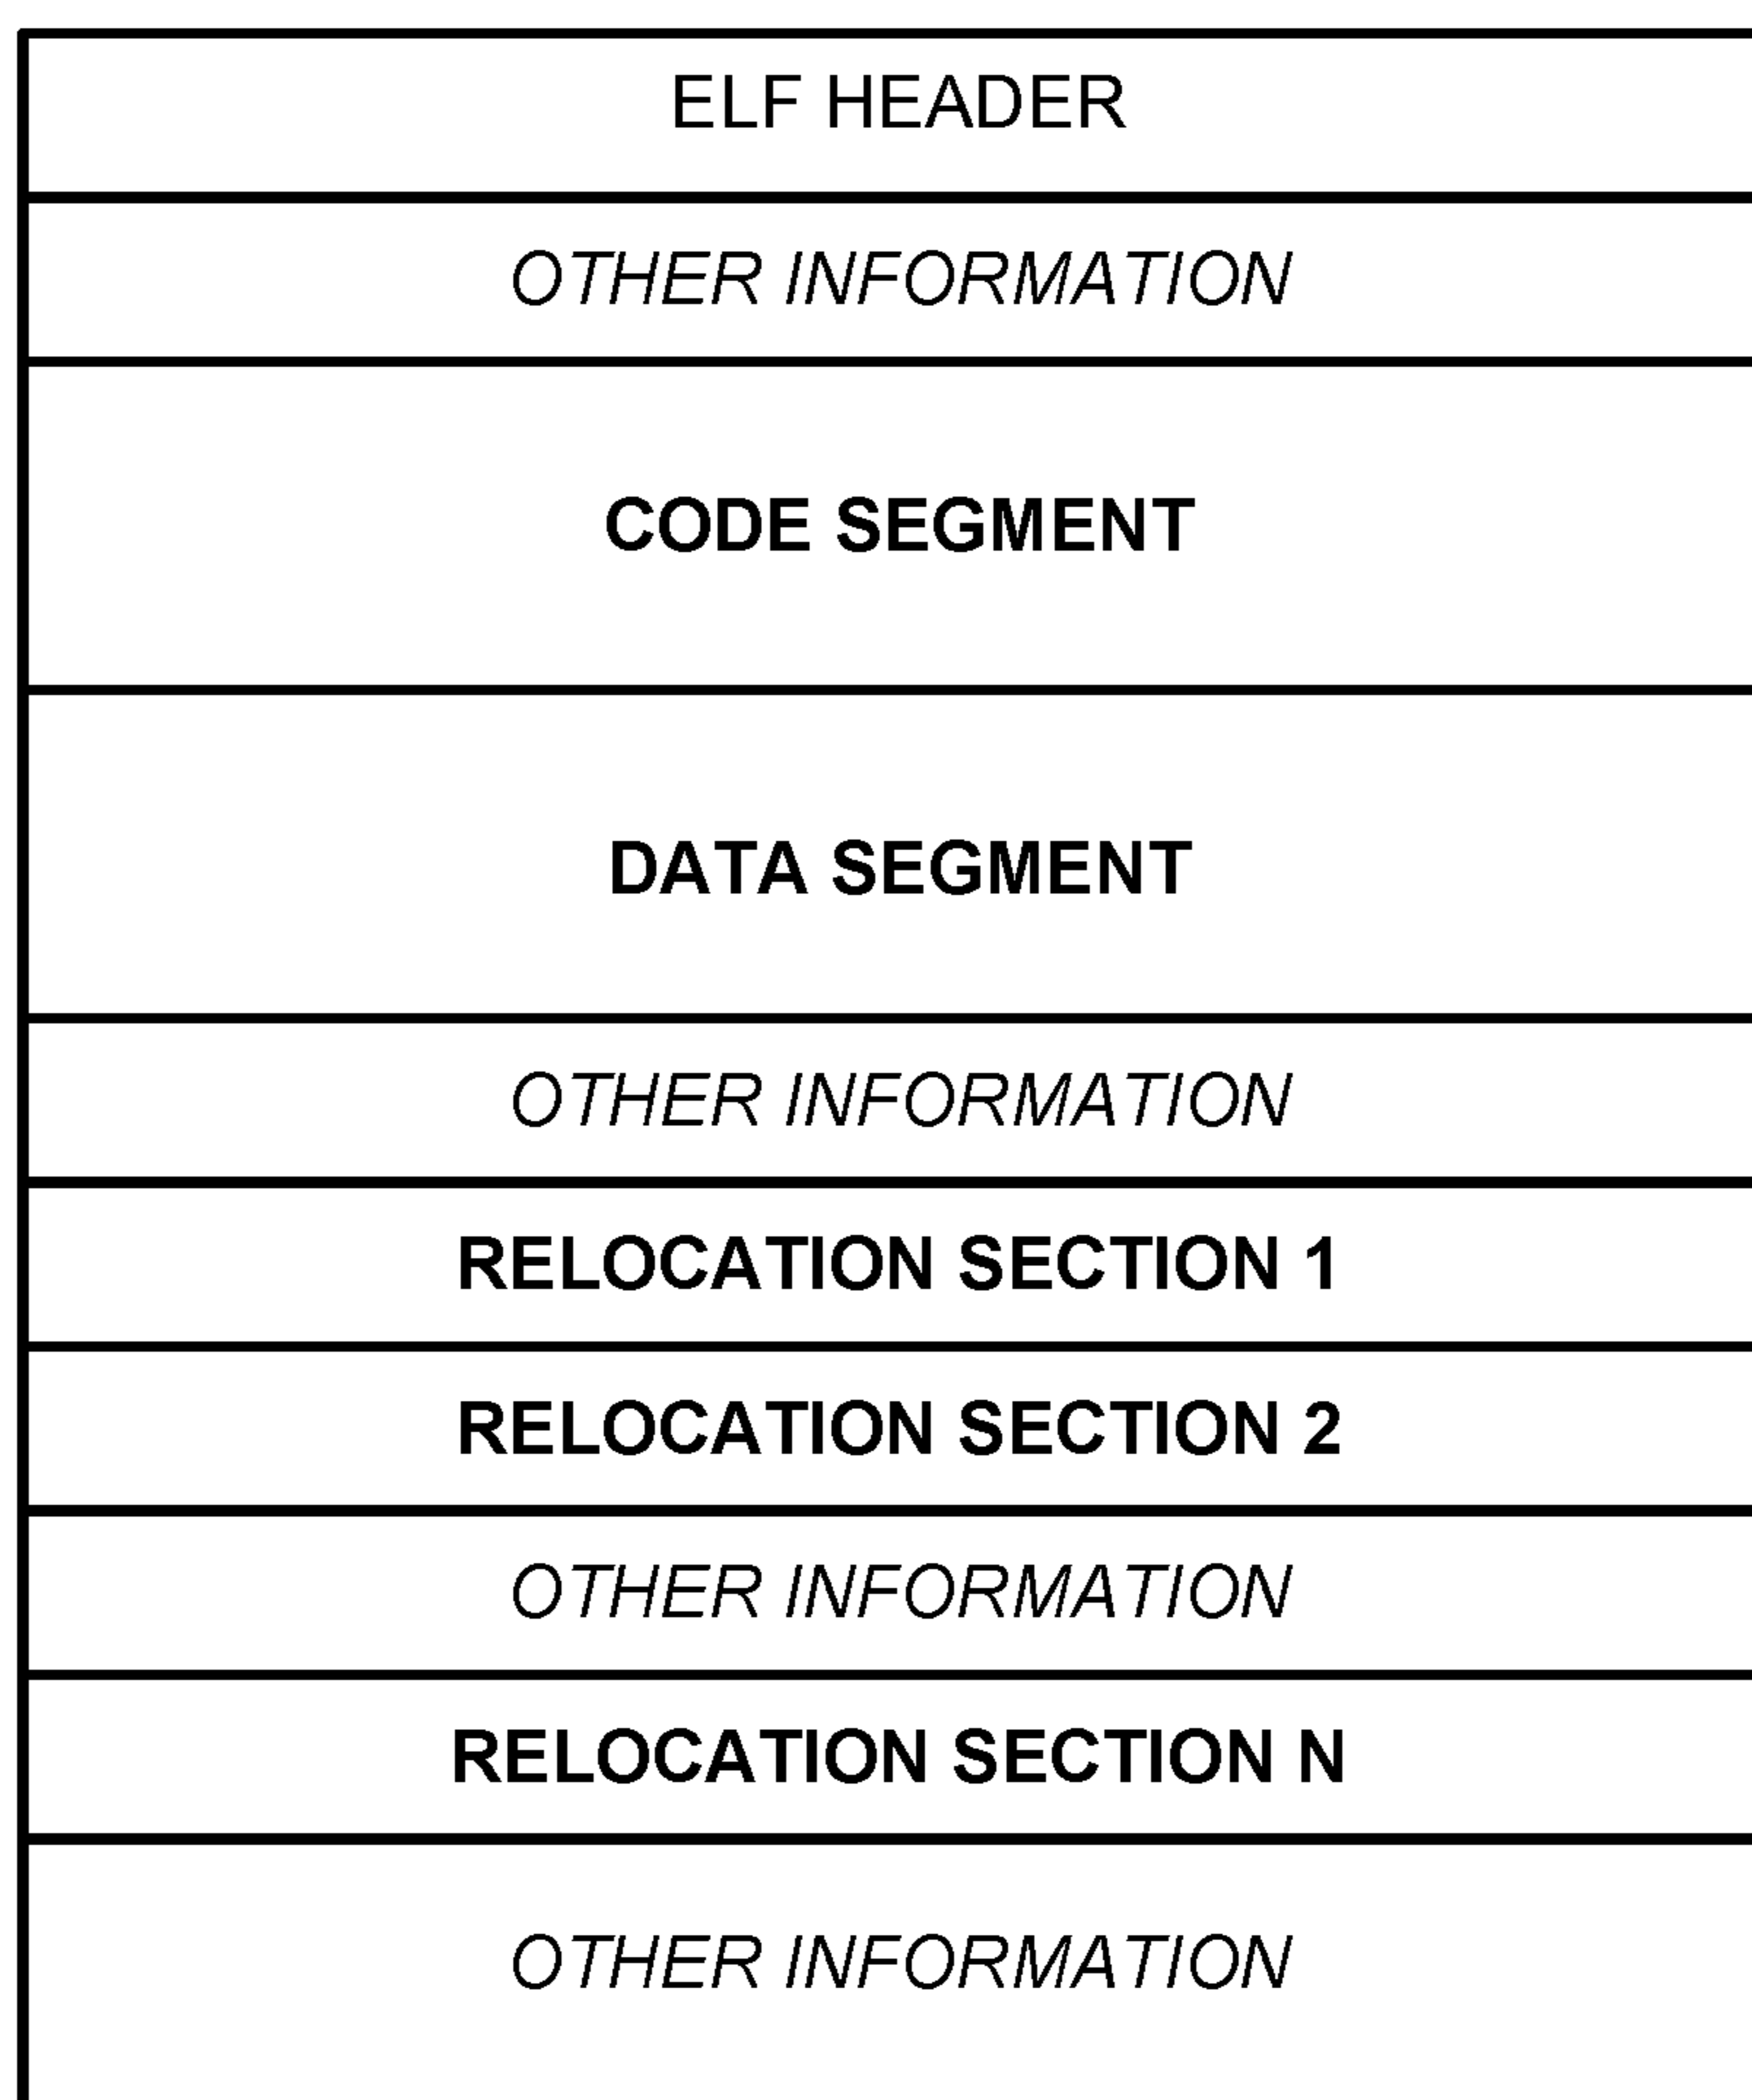 ELF HEADER
OTHER INFORMATION
CODE SEGMENT
DATA SEGMENT
OTHER INFORMATION
RELOCATION SECTION 1
RELOCATION SECTION 2
OTHER INFORMATION
RELOCATION SECTION N
OTHER INFORMATION